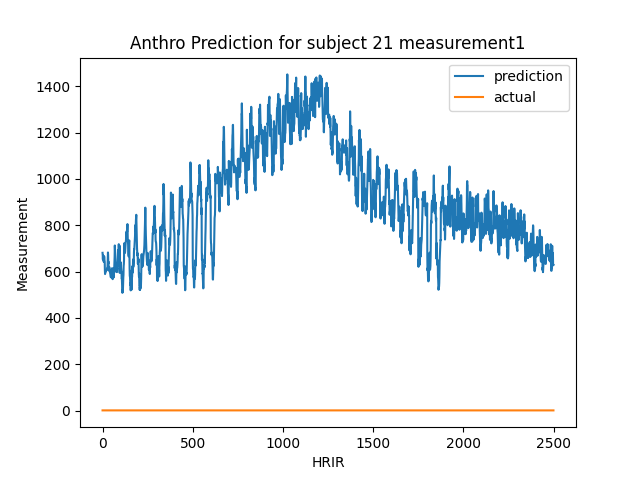 Anthro Prediction for subject 21 measurement1
prediction
actual
1400
1200
1000
800
600
400
200
0
Measurement
0 500 1000 1500 2000 2500
HRIR